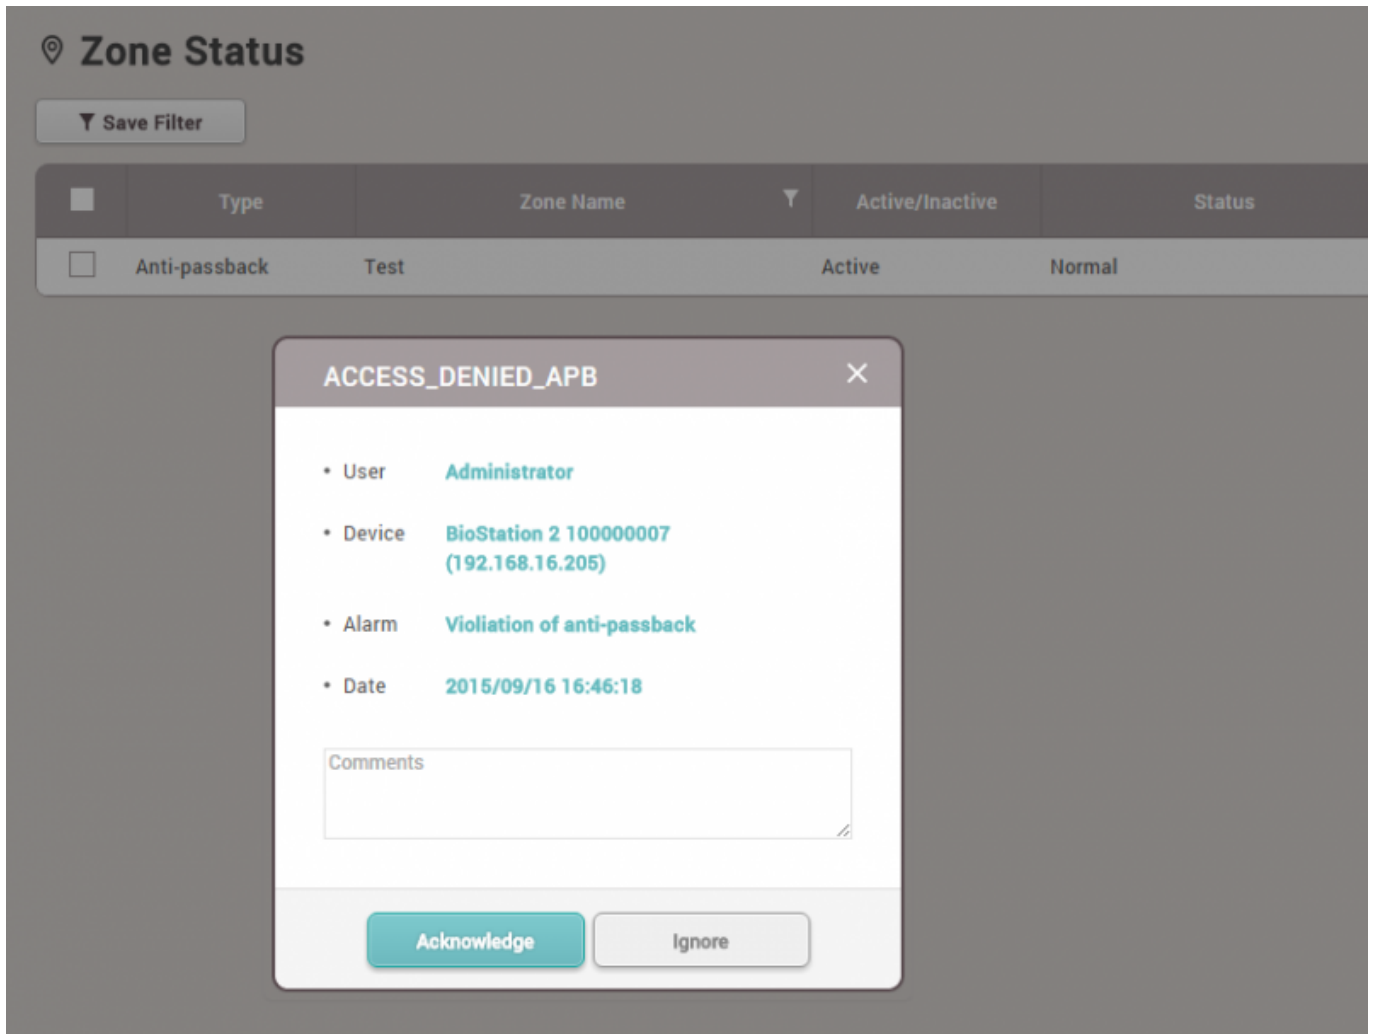 Zone Status
Save Filter
Type Zone Name Active/Inactive Status
Anti-passback Test Active Normal
ACCESS_DENIED_APB
• User Administrator
• Device BioStation 2 100000007
(192.168.16.205)
• Alarm Violiation of anti-passback
• Date 2015/09/16 16:46:18
Comments
Acknowledge Ignore